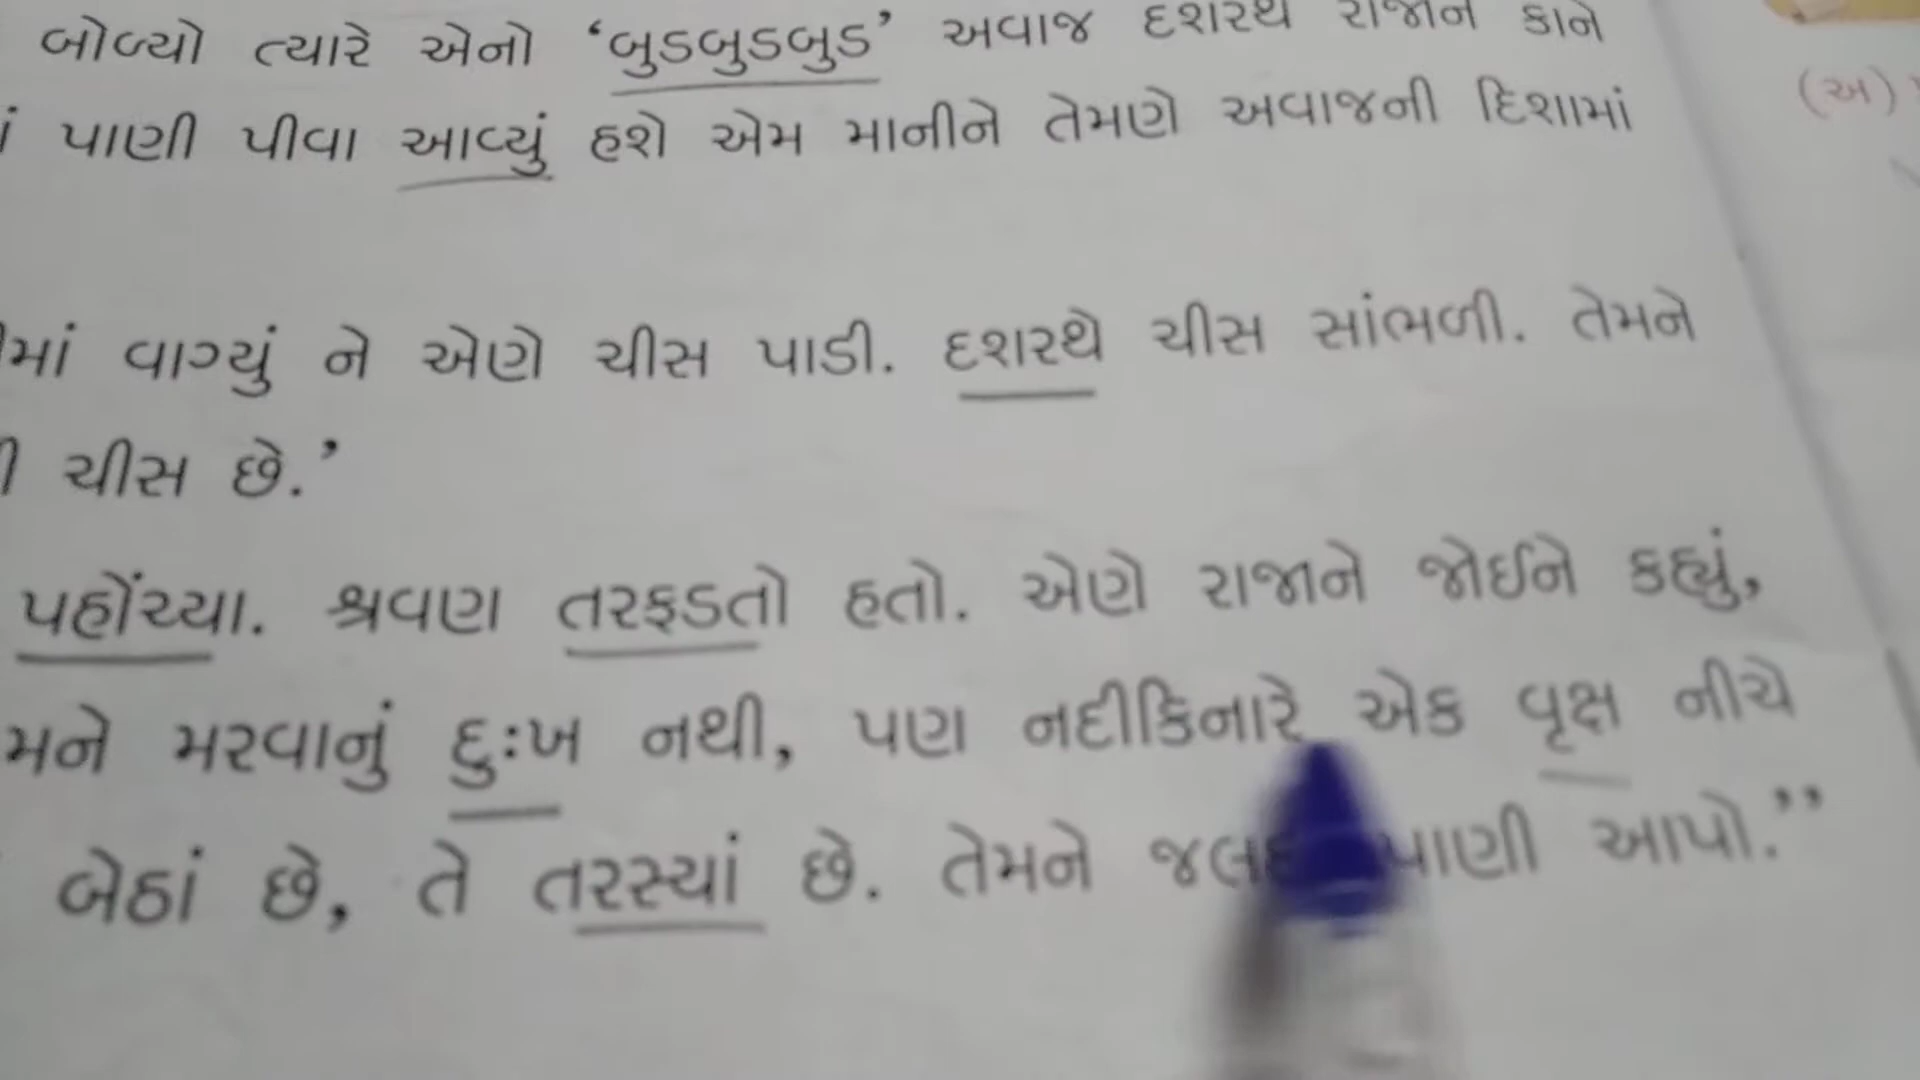 બોળ્યો ત્યારે એનો ‘બુડબુડબુડ’ અવાજ દશરથ રાજાને કાને
પાણી પીવા આવ્યું હશે એમ માનીને તેમણે અવાજની દિશામાં
(અ)
માં વાગ્યું ને એણે ચીસ પાડી. દશરથે ચીસ સાંભળી. તેમને
ચીસ છે.’
પહોંચ્યા. શ્રવણ તરફડતો હતો. એણે રાજાને જોઈને કહ્યું,
મને મરવાનું દુઃખ નથી, પણ નદીકિનારે એક વૃક્ષ નીચે
બેઠાં છે, તે તરસ્યાં છે. તેમને પાણી આપો.’’